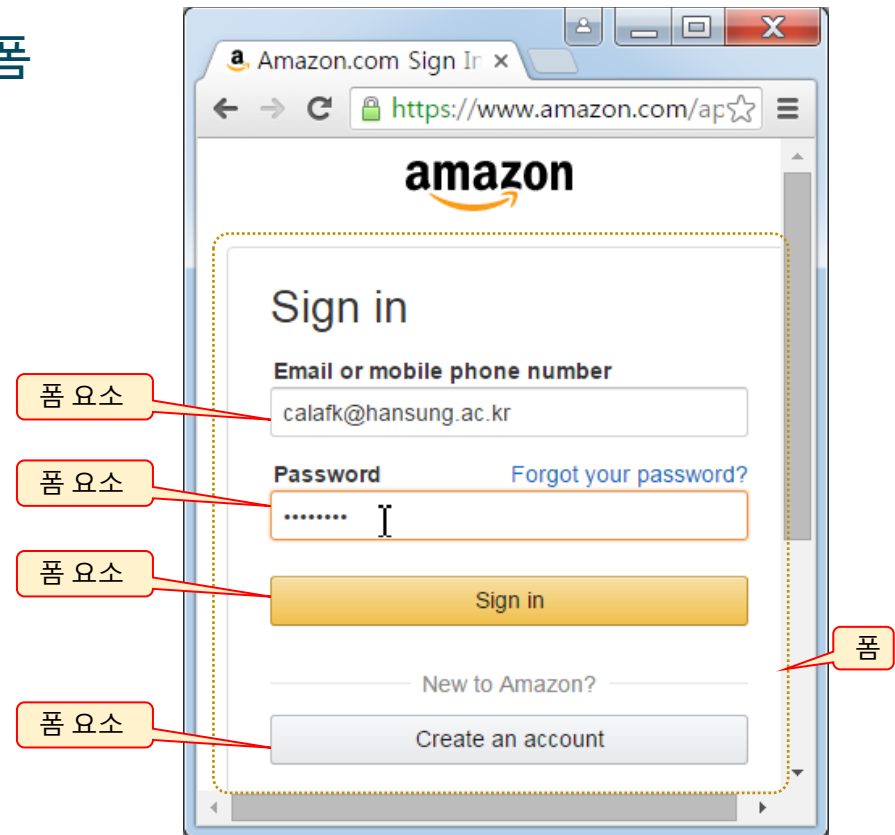 폼
Amazon.com Sign In
https://www.amazon.com/ap
amazon
Sign in
Email or mobile phone number
폼 요소
calafk@hansung.ac.kr
Password Forgot your password?
폼 요소
••••••••
폼 요소
Sign in
폼
New to Amazon?
폼 요소
Create an account